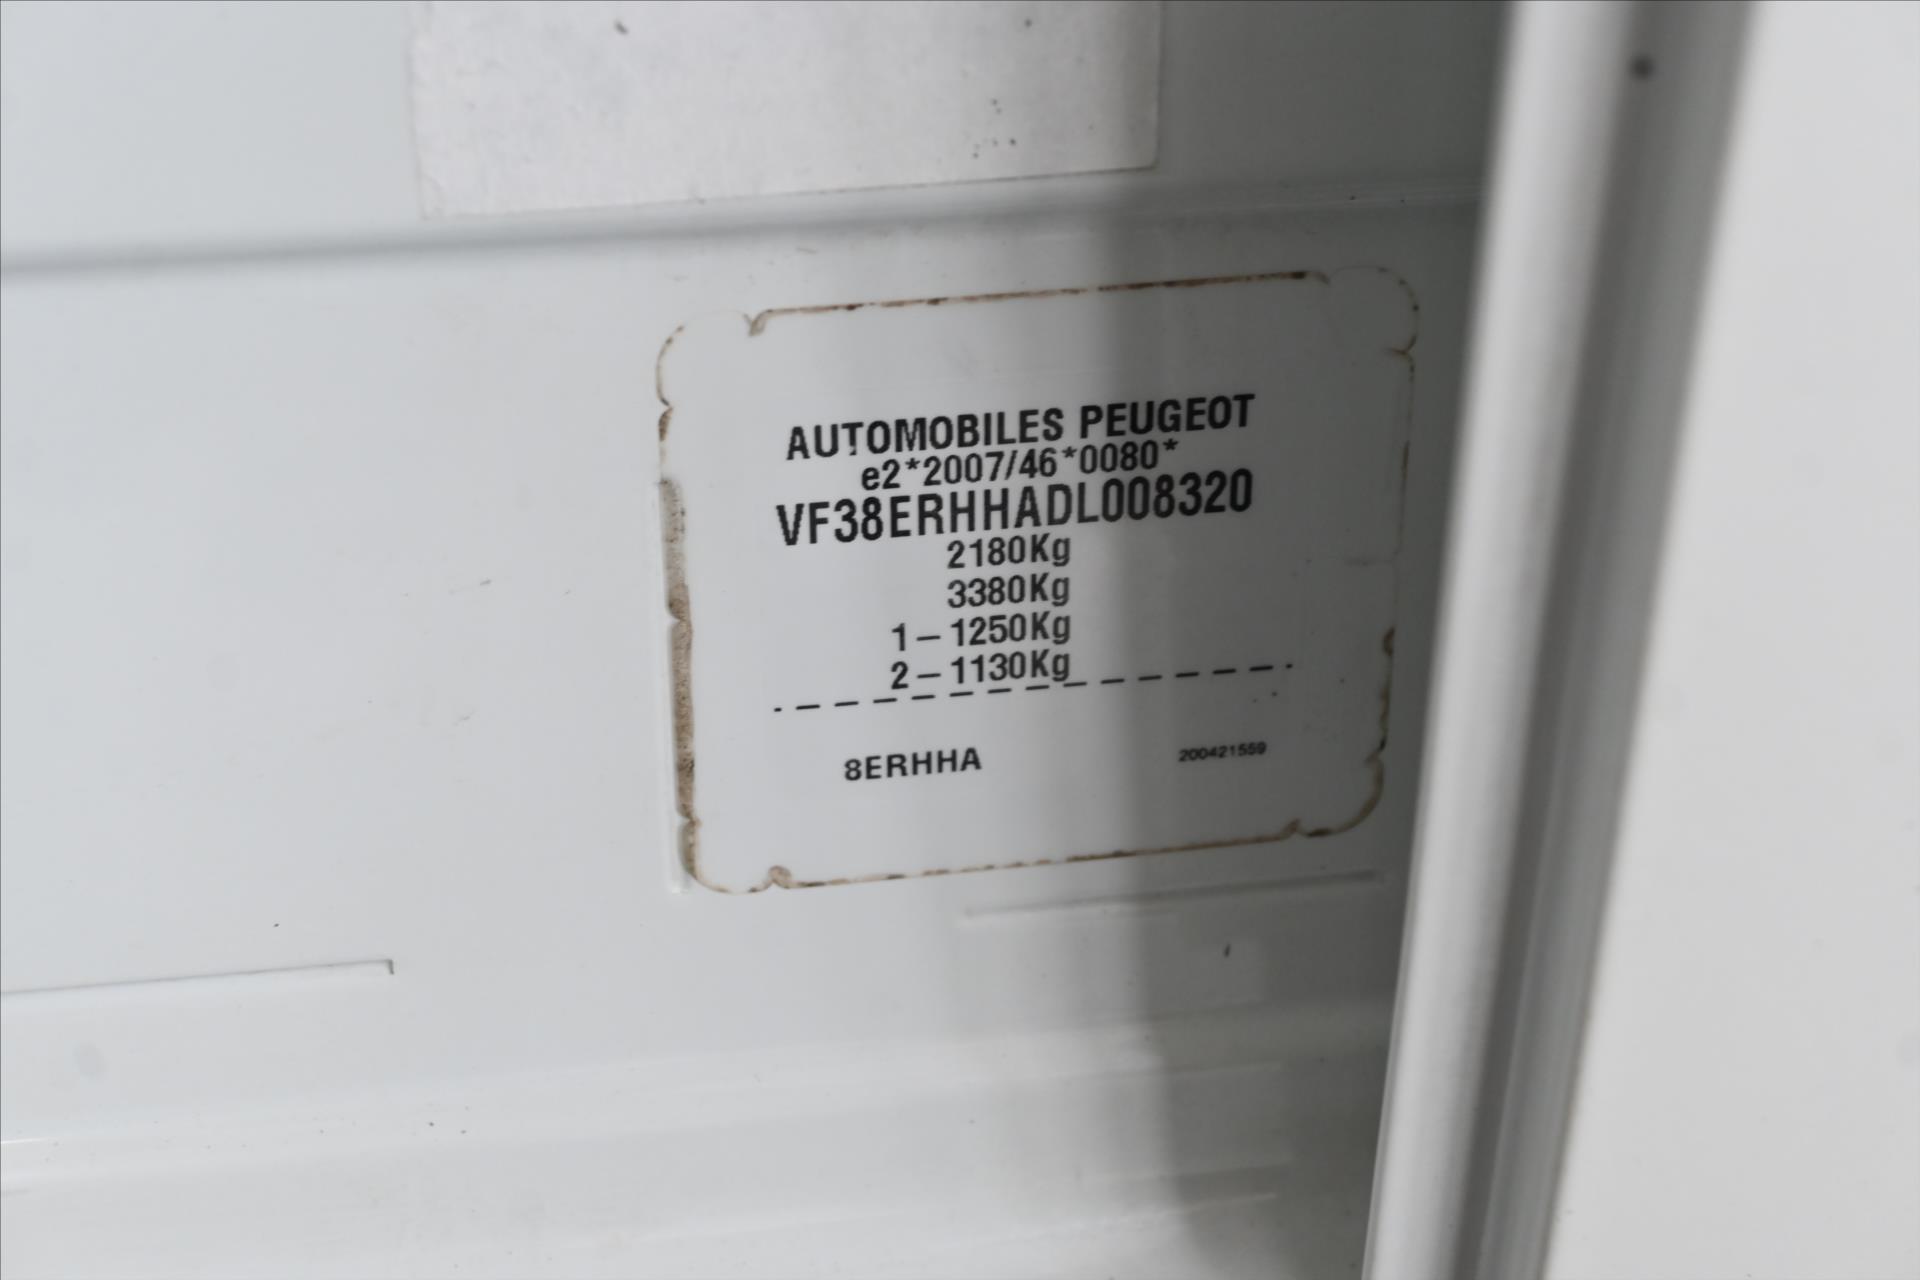 AUTOMOBILES PEUGEOT
e2*2007/46*0080*
VF38ERHHADL008320
2180Kg
3380Kg
1-1250Kg
2-1130Kg
8ERHHA
200421559